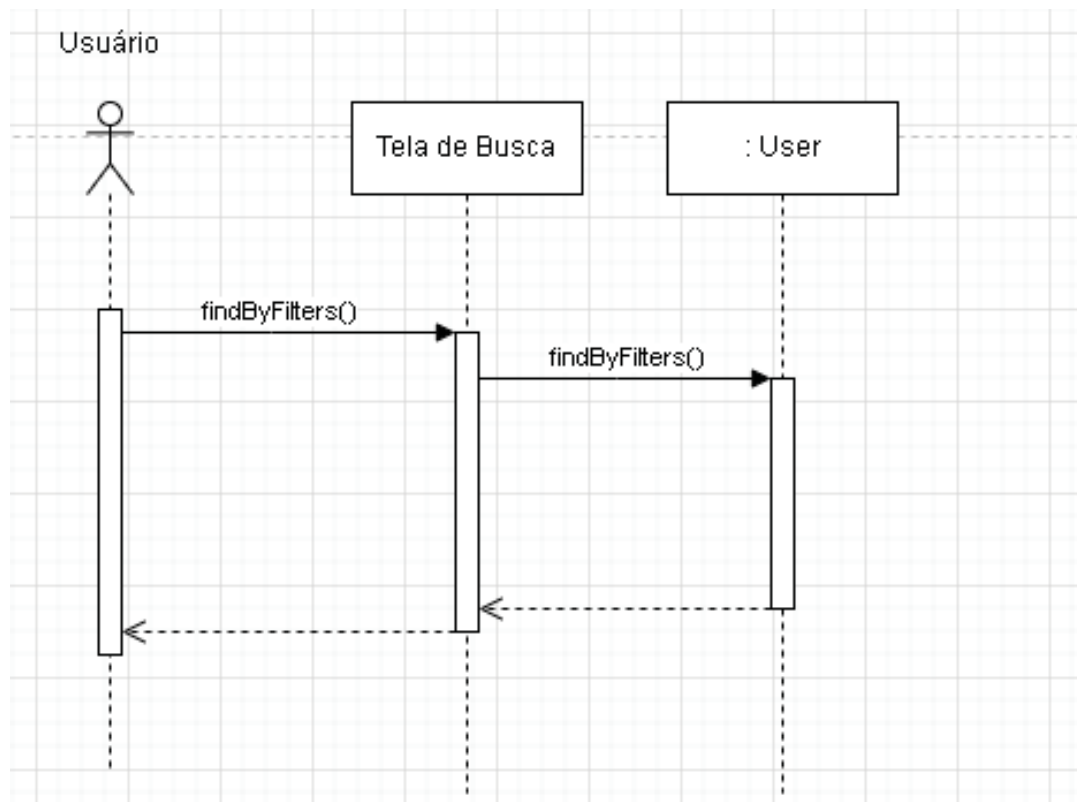 Usuário
Tela de Busca
: User
findByFilters()
findByFilters()